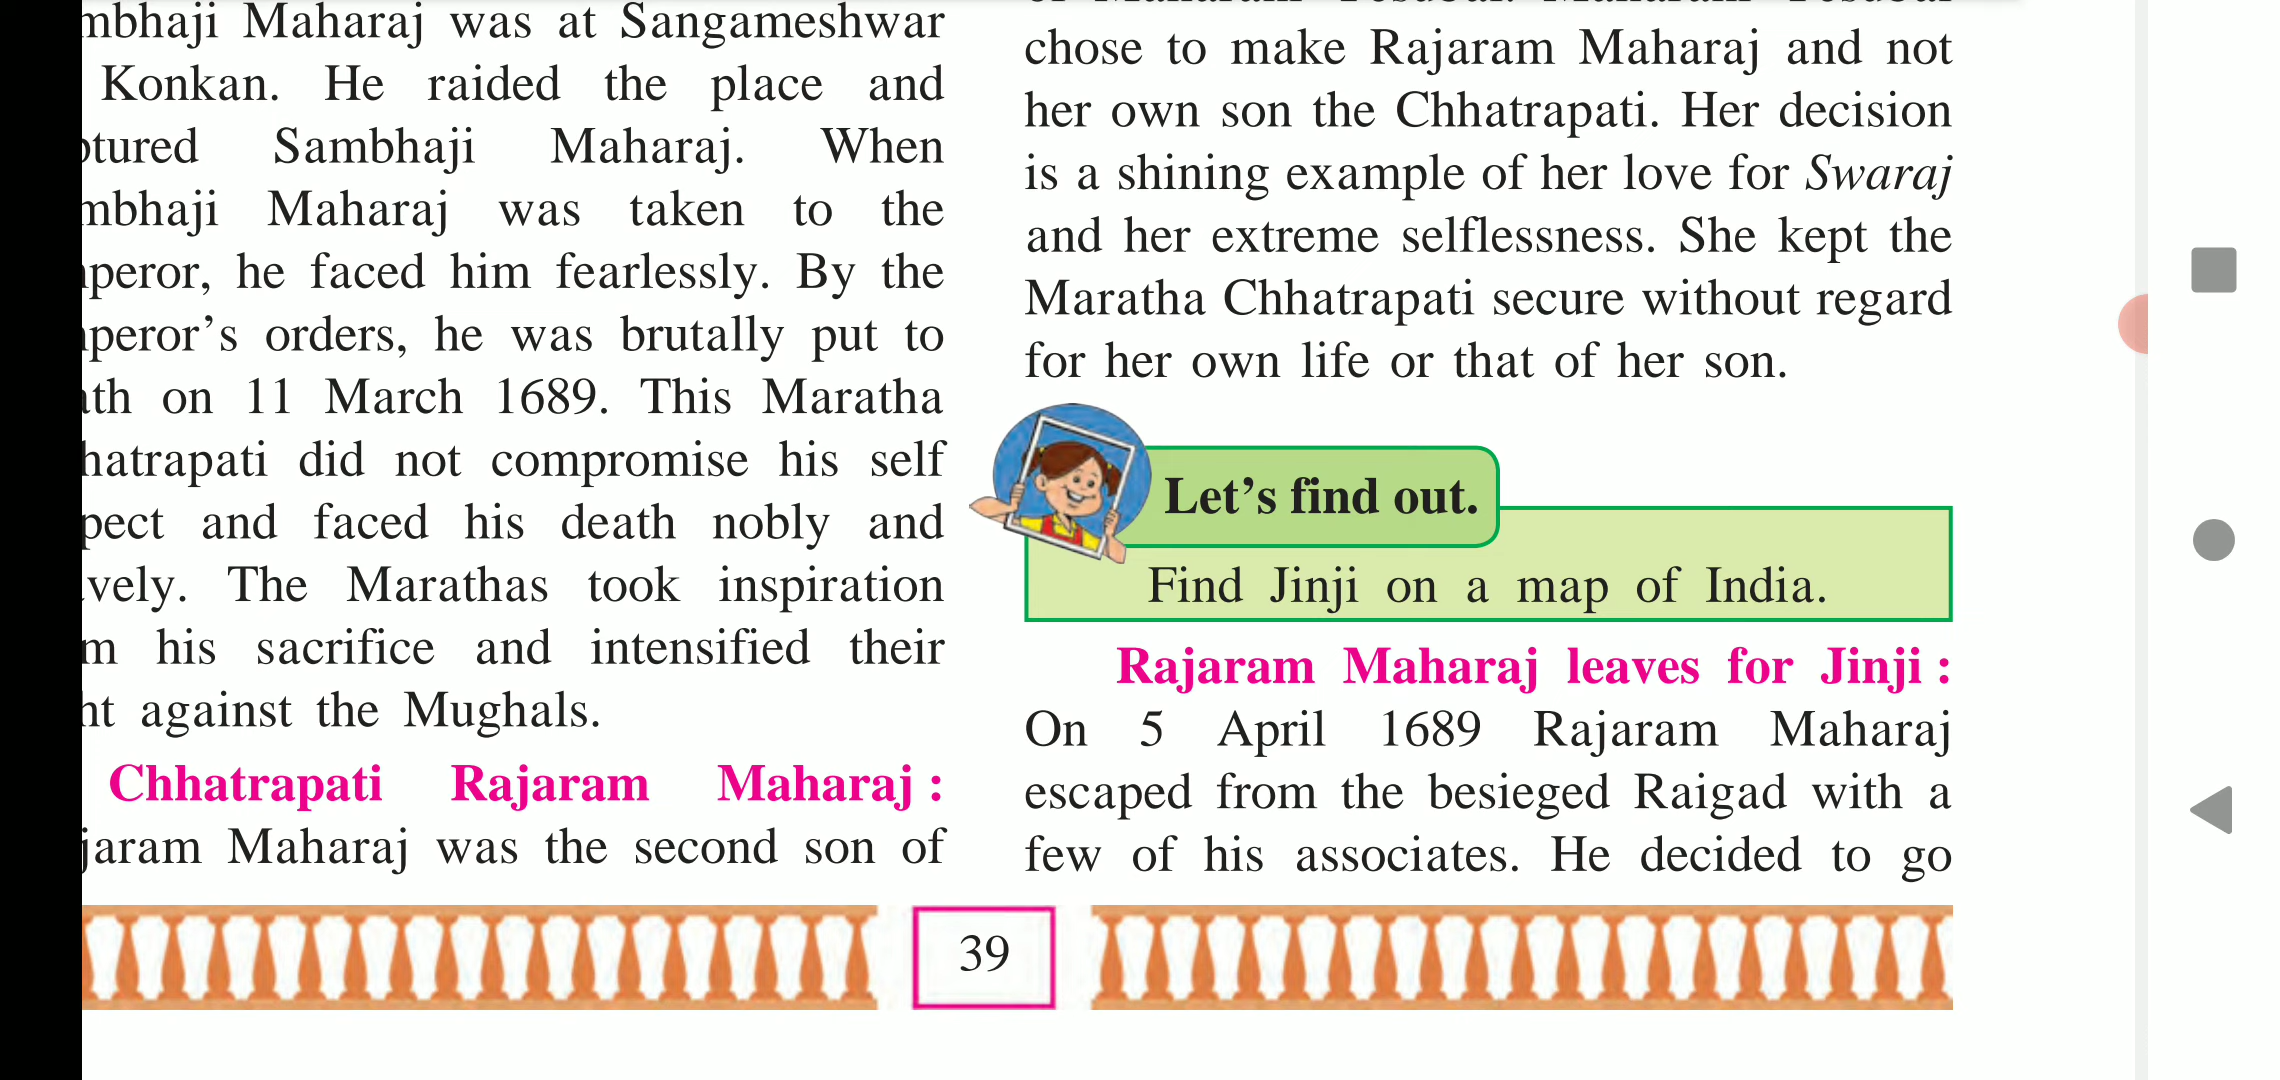 mbhaji Maharaj was at Sangameshwar
Konkan. He raided the place and
ptured Sambhaji Maharaj. When
mbhaji Maharaj was taken to the
peror, he faced him fearlessly. By the
peror's orders, he was brutally put to
ath on 11 March 1689. This Maratha
hatrapati did not compromise his self
pect and faced his death nobly and
vely. The Marathas took inspiration
m his sacrifice and intensified their
ht against the Mughals.
Chhatrapati Rajaram Maharaj :
jaram Maharaj was the second son of
chose to make Rajaram Maharaj and not
her own son the Chhatrapati. Her decision
is a shining example of her love for Swaraj
and her extreme selflessness. She kept the
Maratha Chhatrapati secure without regard
for her own life or that of her son.
Let's find out.
Find Jinji on a map of India.
Rajaram Maharaj leaves for Jinji :
On 5 April 1689 Rajaram Maharaj
escaped from the besieged Raigad with a
few of his associates. He decided to go
39